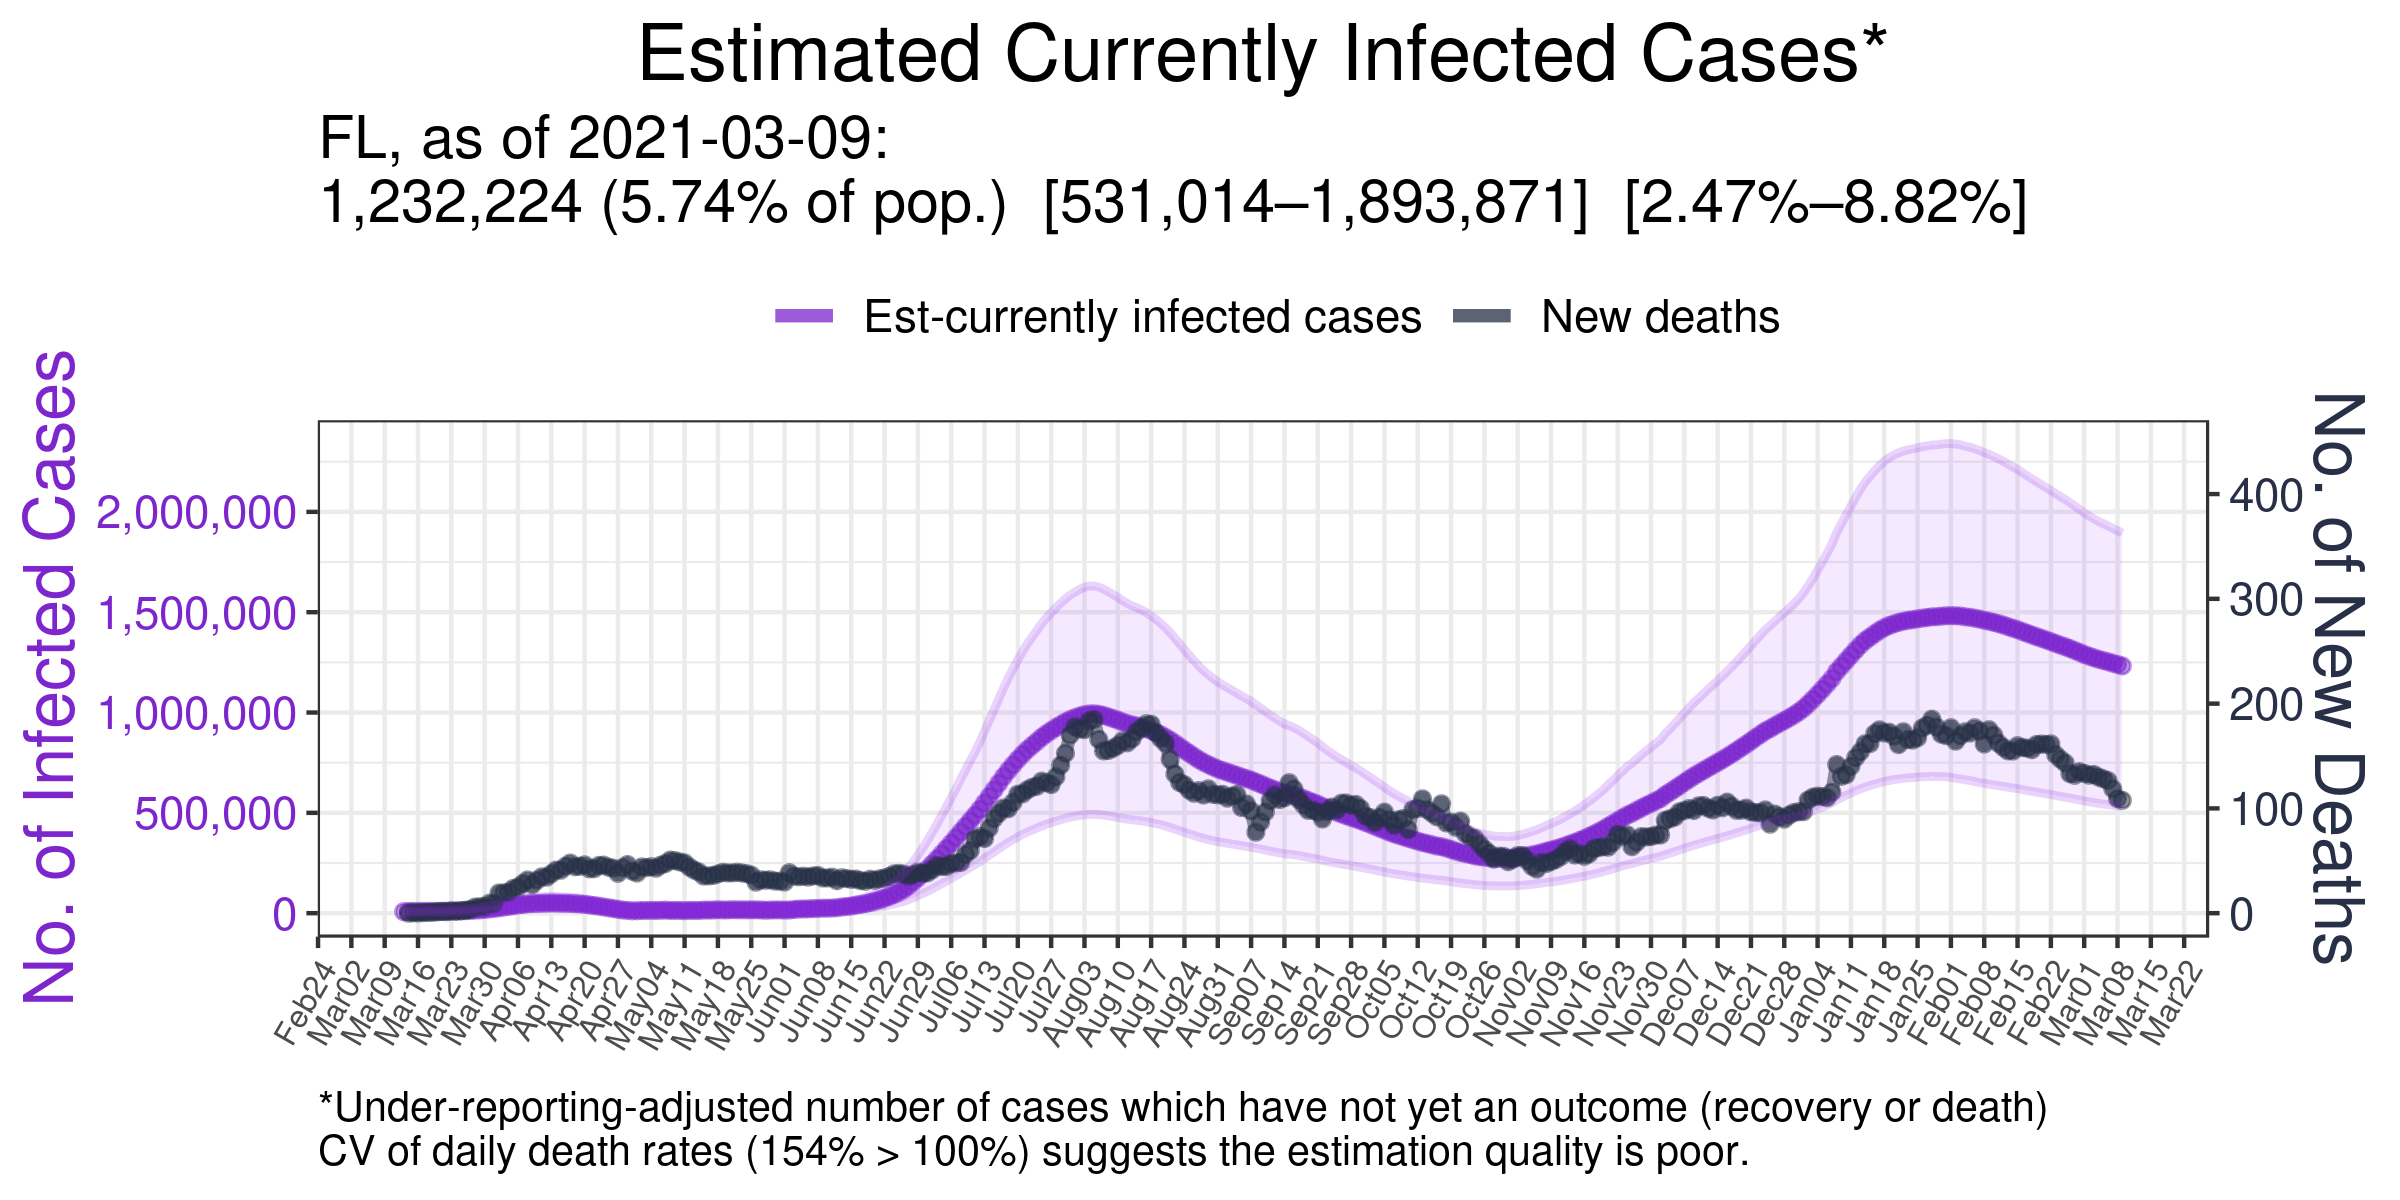 Estimated Currently Infected Cases*
FL, as of 2021-03-09:
1,232,224 (5.74% of pop.) [531,014–1,893,871] [2.47%–8.82%]
Est-currently infected cases
New deaths
No. of Infected Cases
2,000,000
1,500,000
1,000,000
500,000
0
400
300
200
100
0
No. of New Deaths
Feb24
Mar02
Mar09
Mar16
Mar23
Mar30
Apr06
Apr13
Apr20
Apr27
May04
May11
May18
May25
Jun01
Jun08
Jun15
Jun22
Jun29
Jul06
Jul13
Jul20
Jul27
Aug03
Aug10
Aug17
Aug24
Aug31
Sep07
Sep14
Sep21
Sep28
Oct05
Oct12
Oct19
Oct26
Nov02
Nov09
Nov16
Nov23
Nov30
Dec07
Dec14
Dec21
Dec28
Jan04
Jan11
Jan18
Jan25
Feb01
Feb08
Feb15
Feb22
Mar01
Mar08
Mar15
Mar22
*Under-reporting-adjusted number of cases which have not yet an outcome (recovery or death)
CV of daily death rates (154% > 100%) suggests the estimation quality is poor.